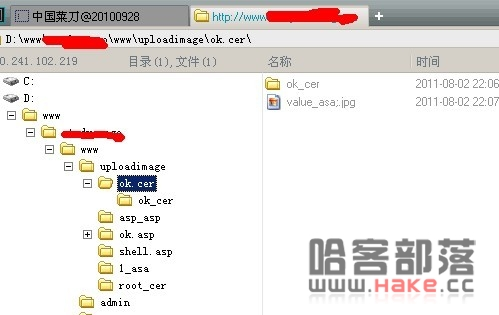 中国菜刀@20100928
http://www.
D:\www\www\uploadimage\ok.cer\
0.241.102.219
目录(1),文件(1)
名称
时间
C:
D:
www
www
uploadimage
ok.cer
ok_cer
asp_asp
ok.asp
shell.asp
1_asa
root_cer
admin
ok_cer 2011-08-02 22:06
value_asa;.jpg 2011-08-02 22:07
哈客部落
www.Hake.cc